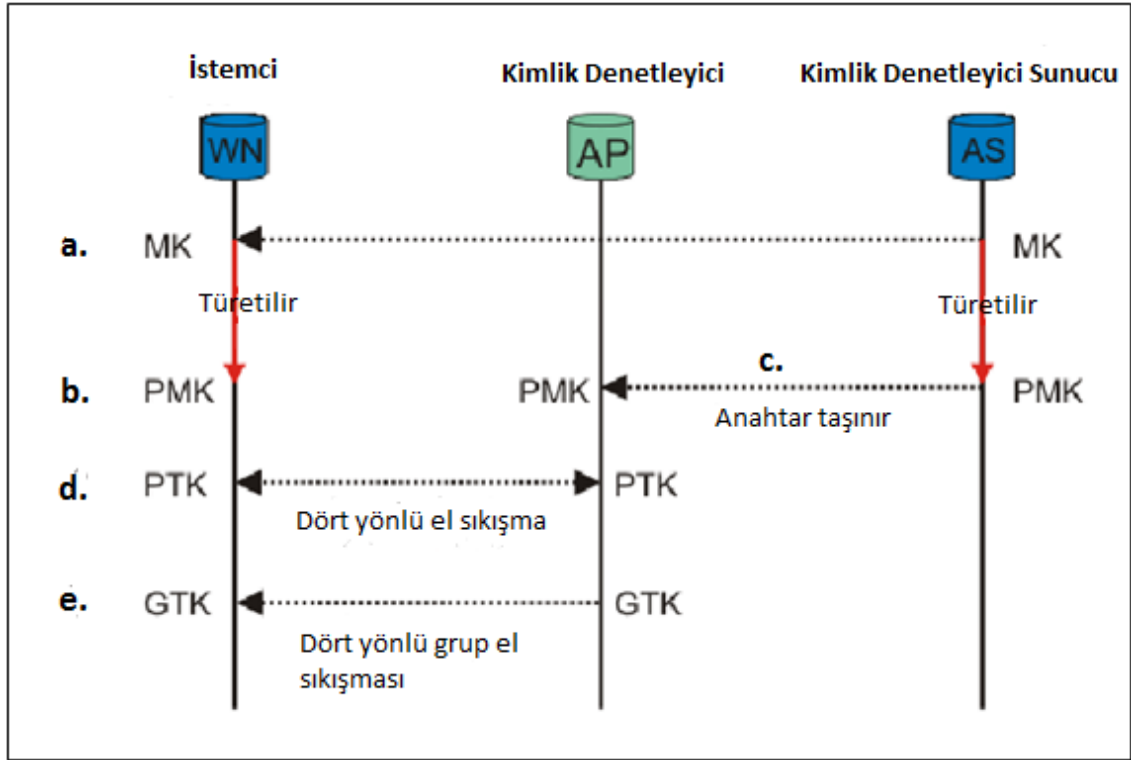 İstemci
Kimlik Denetleyici
Kimlik Denetleyici Sunucu
WN
AP
AS
a.
MK
MK
Türetilir
Türetilir
c.
b.
PMK
PMK
PMK
Anahtar taşınır
d.
PTK
PTK
Dört yönlü el sıkışma
e.
GTK
GTK
Dört yönlü grup el
sıkışması